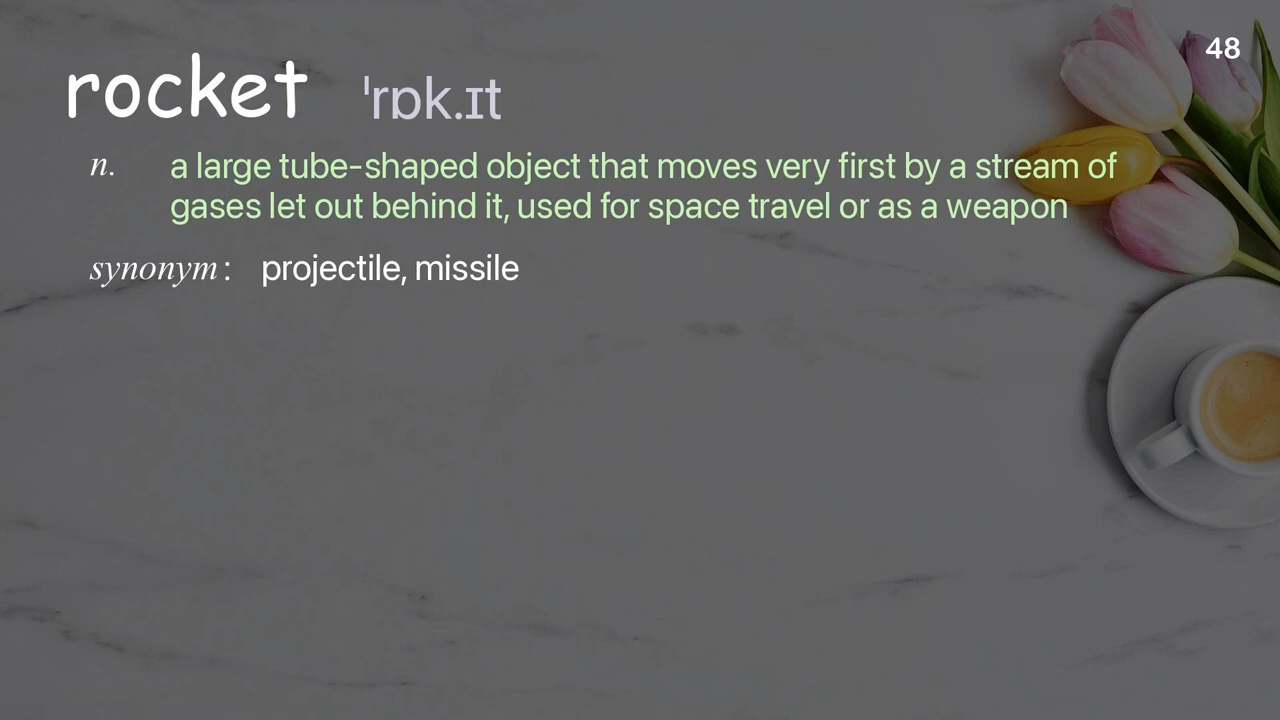 48
rocket ˈrɒk.ɪt
n. a large tube-shaped object that moves very first by a stream of
gases let out behind it, used for space travel or as a weapon
synonym: projectile, missile